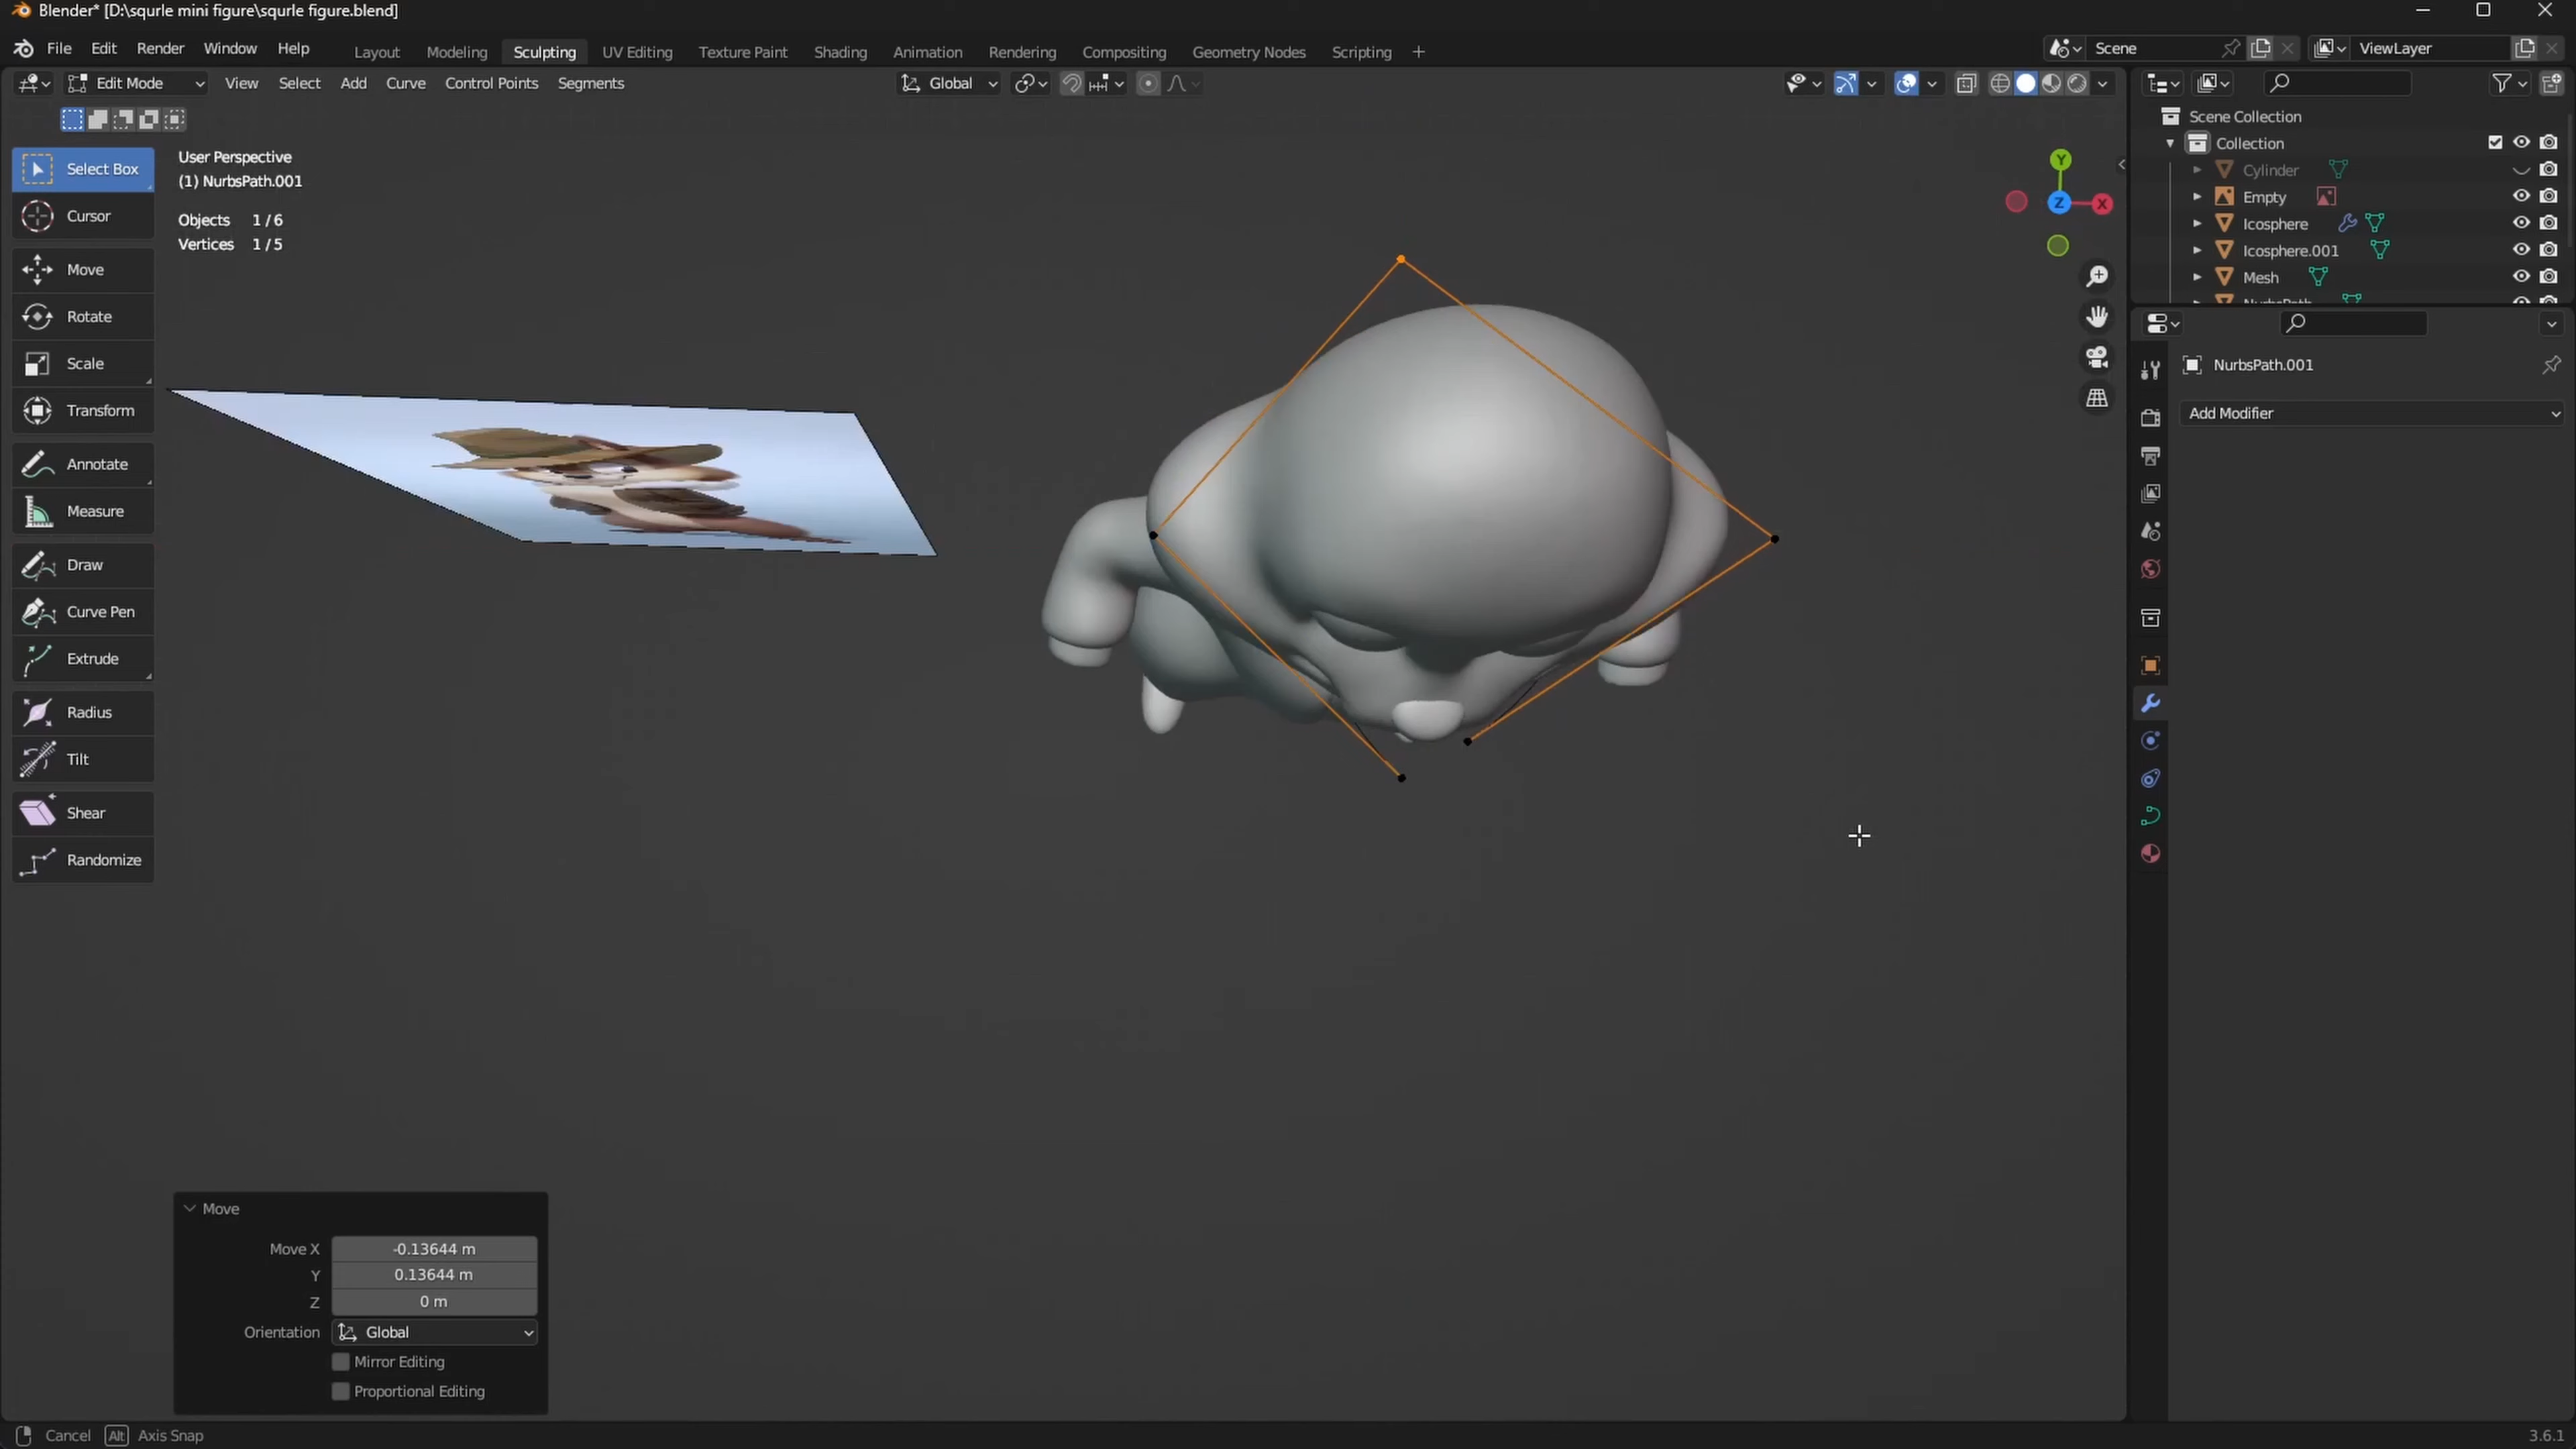 Blender* [D:\squrle mini figure\squrle figure.blend]
File Edit Render Window Help
Layout Modeling Sculpting UV Editing Texture Paint Shading Animation Rendering Compositing Geometry Nodes Scripting +
Scene
ViewLayer
Edit Mode View Select Add Curve Control Points Segments
Global
Select Box
Cursor
Move
Rotate
Scale
Transform
Annotate
Measure
Draw
Curve Pen
Extrude
Radius
Tilt
Shear
Randomize
User Perspective
(1) NurbsPath.001
Objects 1 / 6
Vertices 1 / 5
Y
Z
X
Scene Collection
Collection
Cylinder
Empty
Icosphere
Icosphere.001
Mesh
NurbsPath
NurbsPath.001
Add Modifier
Move
Move X -0.13644 m
Y 0.13644 m
Z 0 m
Orientation Global
Mirror Editing
Proportional Editing
Cancel Alt Axis Snap
3.6.1